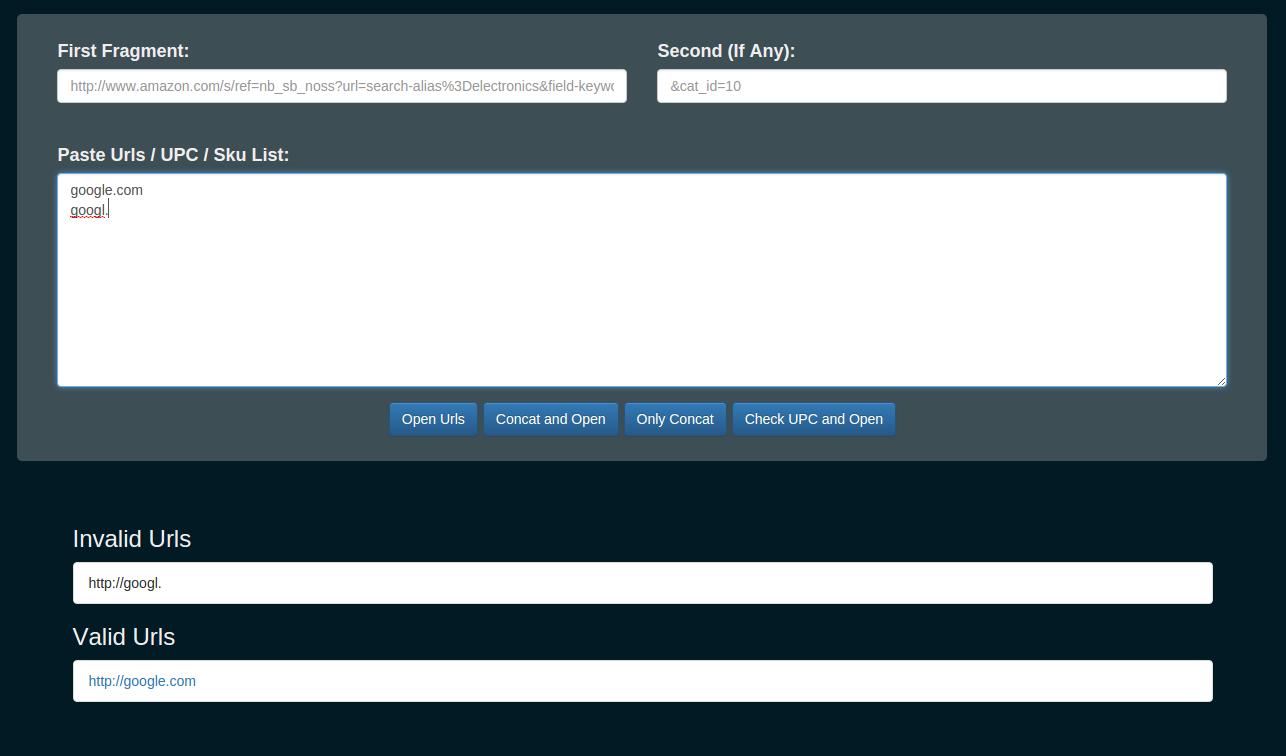 First Fragment:
Second (If Any):
http://www.amazon.com/s/ref=nb_sb_noss?url=search-alias%3Delectronics&field-keywo
&cat_id=10
Paste Urls / UPC / Sku List:
google.com
googl.
Open Urls
Concat and Open
Only Concat
Check UPC and Open
Invalid Urls
http://googl.
Valid Urls
http://google.com